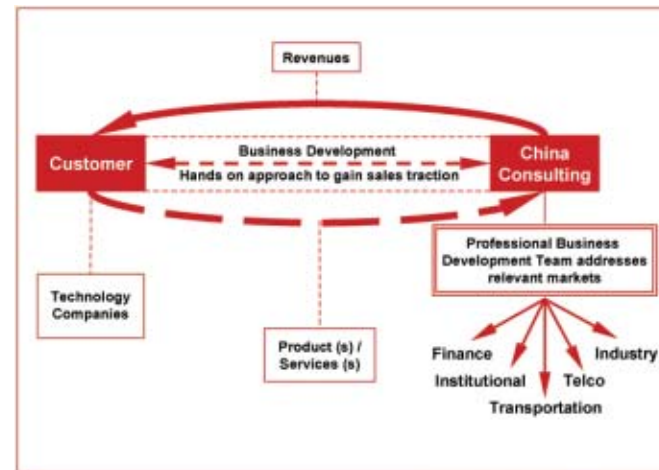 Revenues
Customer
Business Development
Hands on approach to gain sales traction
China
Consulting
Professional Business
Development Team addresses
relevant markets
Technology
Companies
Product (s) /
Services (s)
Finance
Industry
Institutional
Telco
Transportation